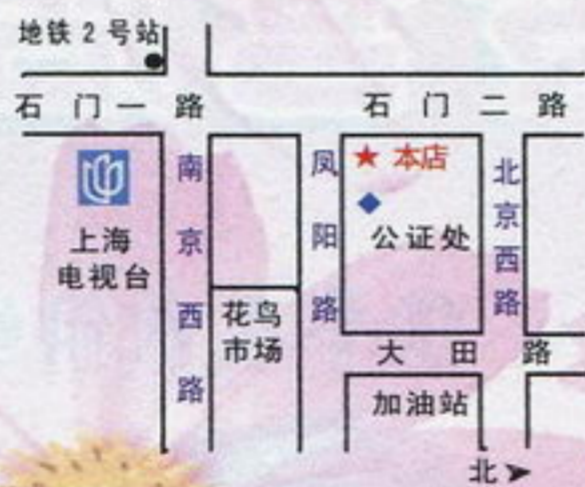 地铁2号站
石门一路
石门二路
南京西路
凤阳路
北京西路
本店
公证处
上海
电视台
花鸟
市场
大田路
加油站
北